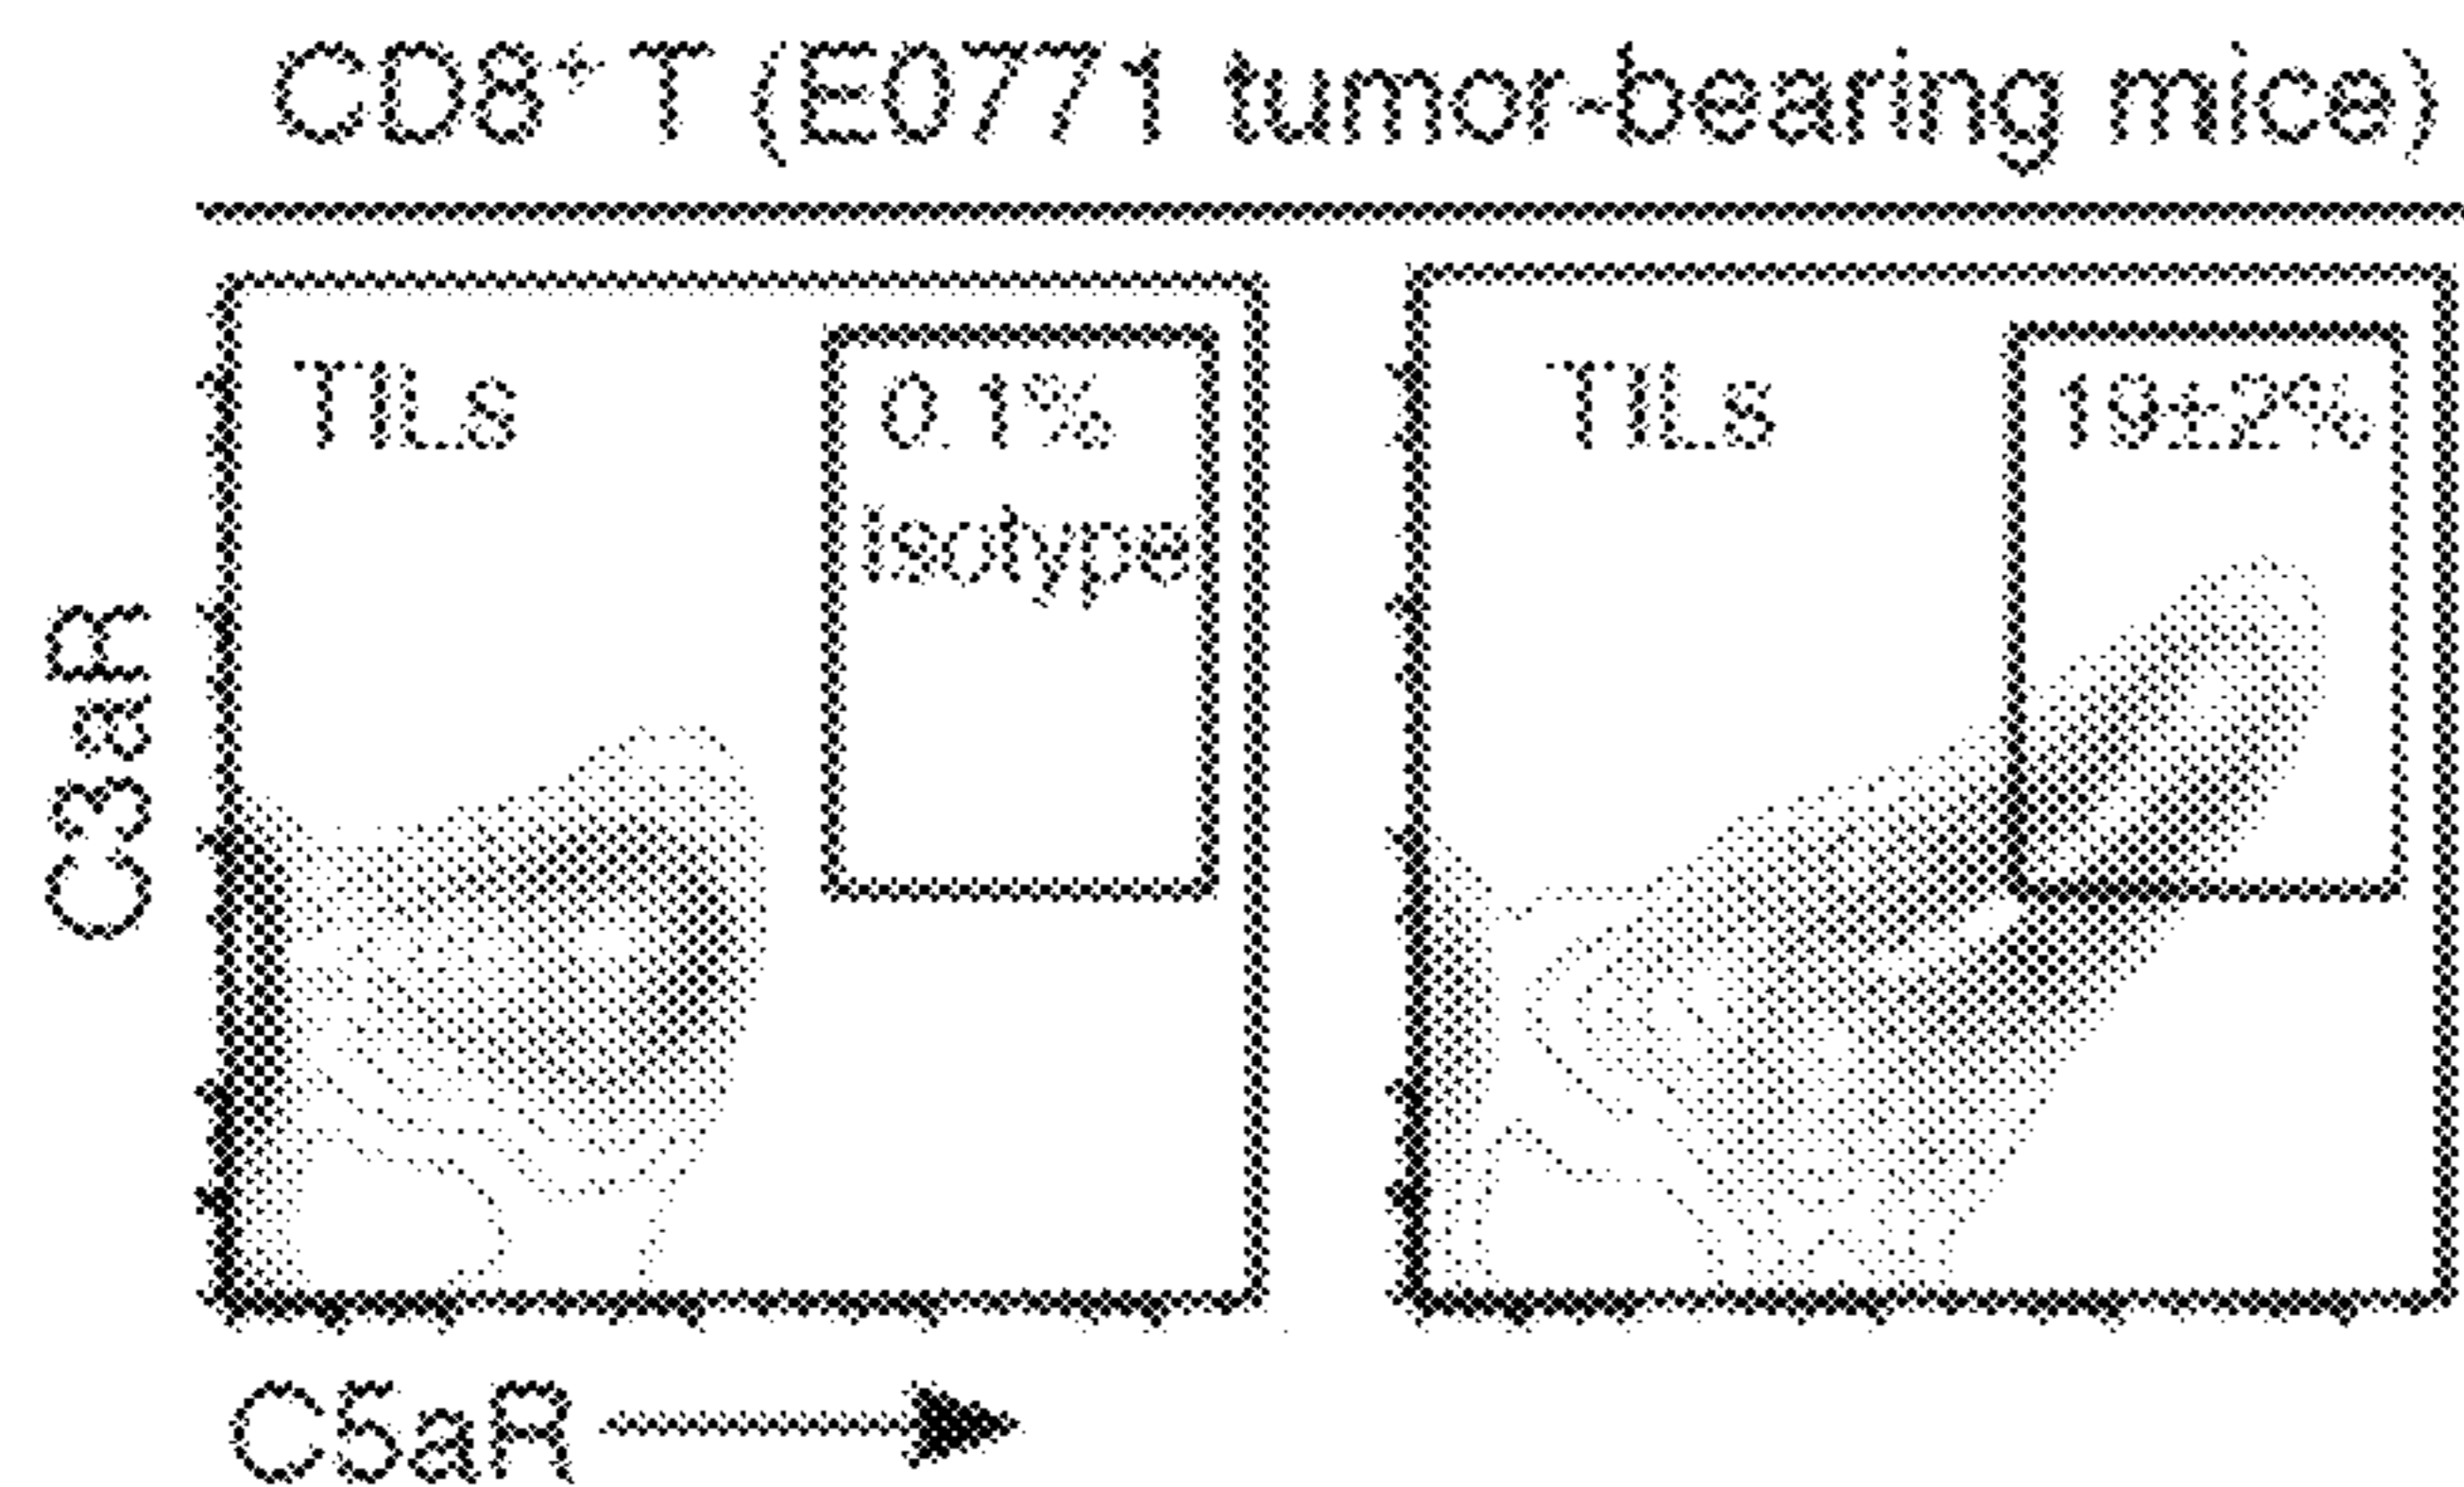 CD8⁺ T (E0771 tumor-bearing mice)
TILs
0.1%
isotype
TILs
19±2%
C3aR
C5aR